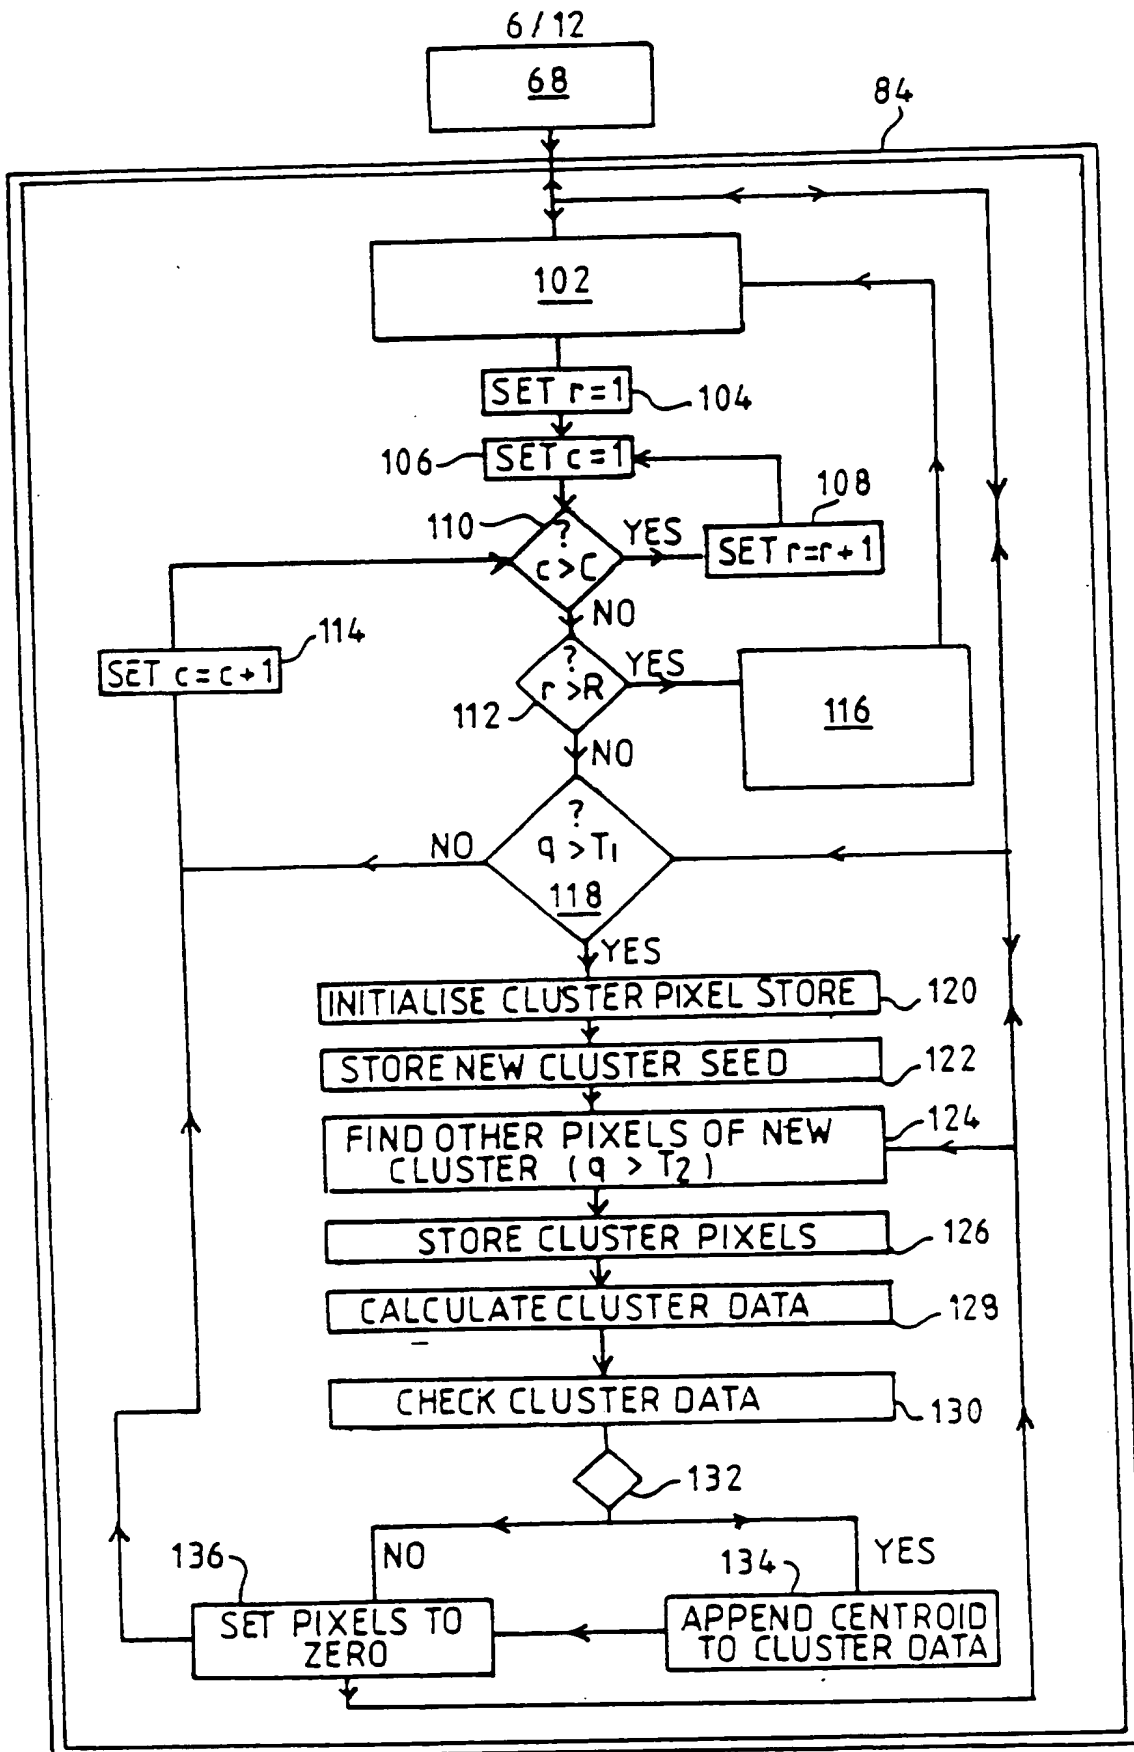 6/12
68
84
102
SET r=1
104
106
SET c=1
108
110
?
c>C
YES
SET r=r+1
NO
114
SET c=c+1
?
r>R
YES
112
116
NO
?
q>T1
118
NO
YES
INITIALISE CLUSTER PIXEL STORE
120
STORE NEW CLUSTER SEED
122
FIND OTHER PIXELS OF NEW
CLUSTER (q > T2)
124
STORE CLUSTER PIXELS
126
CALCULATE CLUSTER DATA
128
CHECK CLUSTER DATA
130
132
136
NO
134
YES
SET PIXELS TO
ZERO
APPEND CENTROID
TO CLUSTER DATA